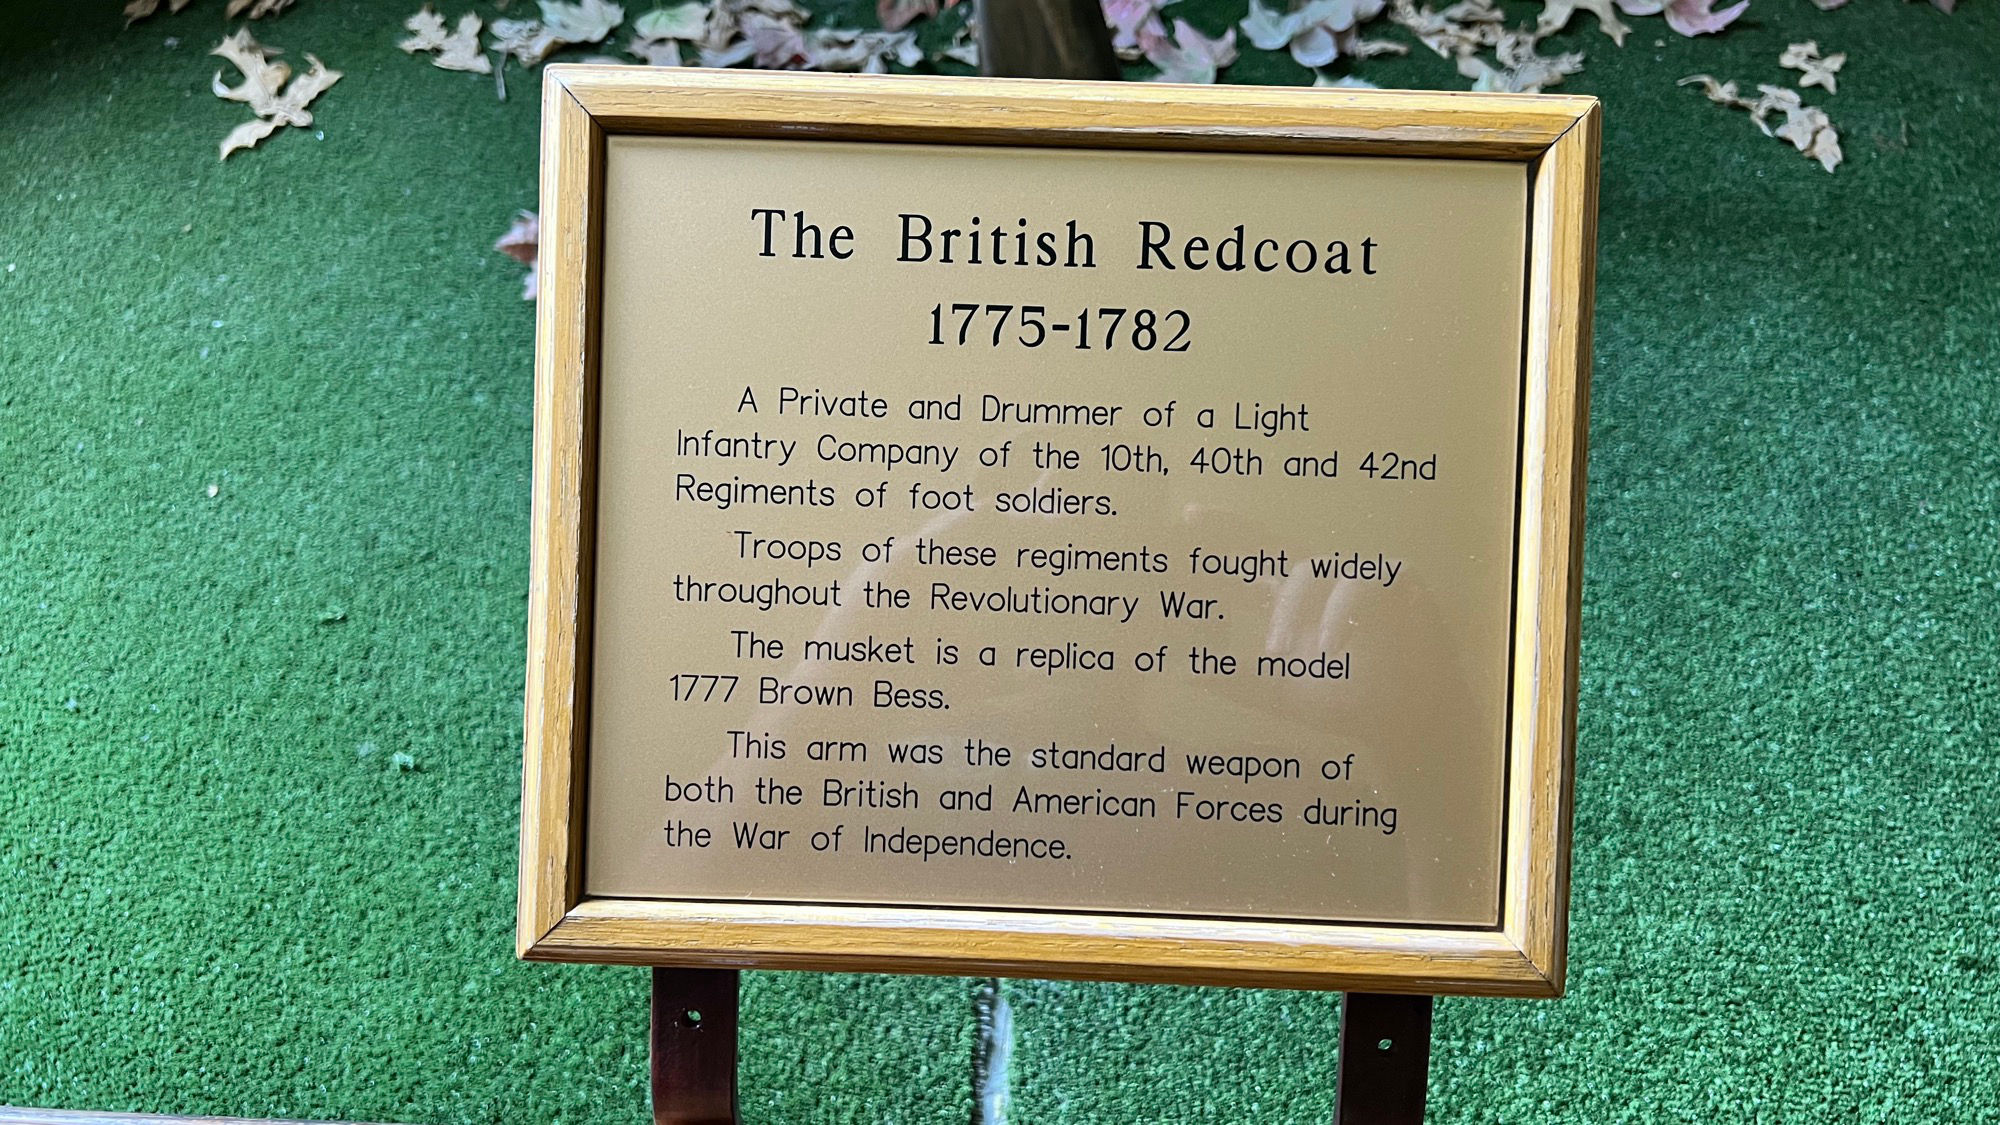 The British Redcoat
1775-1782
A Private and Drummer of a Light
Infantry Company of the 10th, 40th and 42nd
Regiments of foot soldiers.
Troops of these regiments fought widely
throughout the Revolutionary War.
The musket is a replica of the model
1777 Brown Bess.
This arm was the standard weapon of
both the British and American Forces during
the War of Independence.